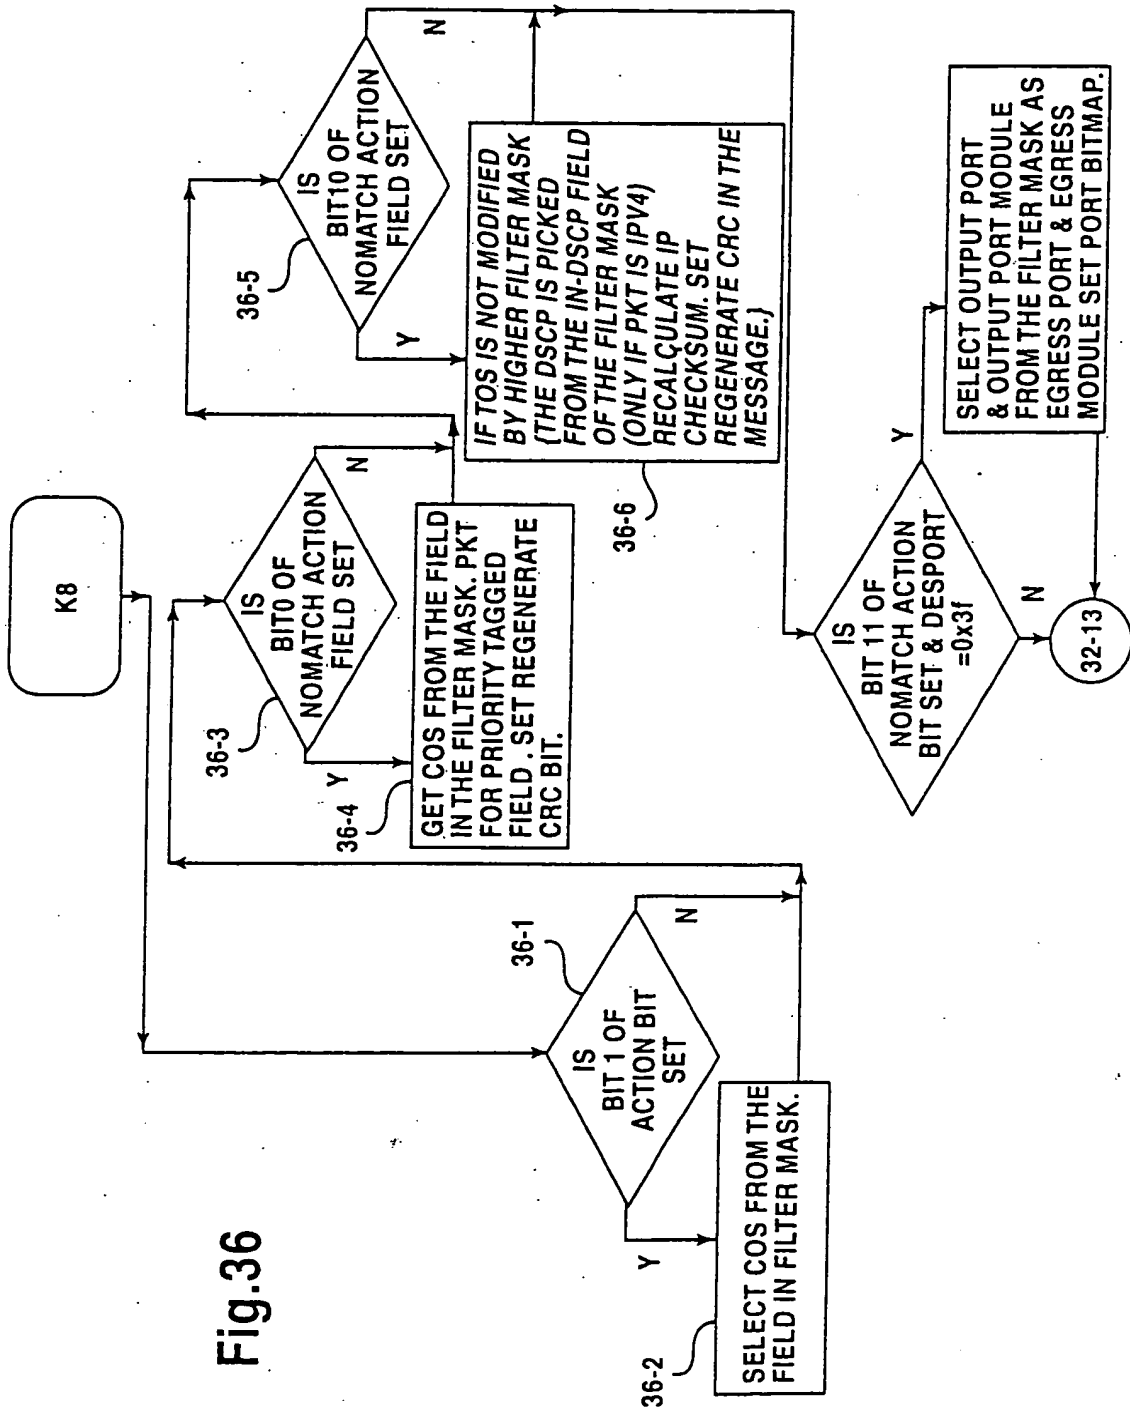 Fig.36
K8
36-1
IS
BIT 1 OF
ACTION BIT
SET
Y
N
36-2
SELECT COS FROM THE
FIELD IN FILTER MASK.
36-3
IS
BIT0 OF
NOMATCH ACTION
FIELD SET
Y
N
36-4
GET COS FROM THE FIELD
IN THE FILTER MASK. PKT
FOR PRIORITY TAGGED
FIELD . SET REGENERATE
CRC BIT.
36-5
IS
BIT10 OF
NOMATCH ACTION
FIELD SET
Y
N
36-6
IF TOS IS NOT MODIFIED
BY HIGHER FILTER MASK
{THE DSCP IS PICKED
FROM THE IN-DSCP FIELD
OF THE FILTER MASK
(ONLY IF PKT IS IPV4)
RECALCULATE IP
CHECKSUM. SET
REGENERATE CRC IN THE
MESSAGE.}
IS
BIT 11 OF
NOMATCH ACTION
BIT SET & DESPORT
=0x3f
Y
N
SELECT OUTPUT PORT
& OUTPUT PORT MODULE
FROM THE FILTER MASK AS
EGRESS PORT & EGRESS
MODULE SET PORT BITMAP.
32-13